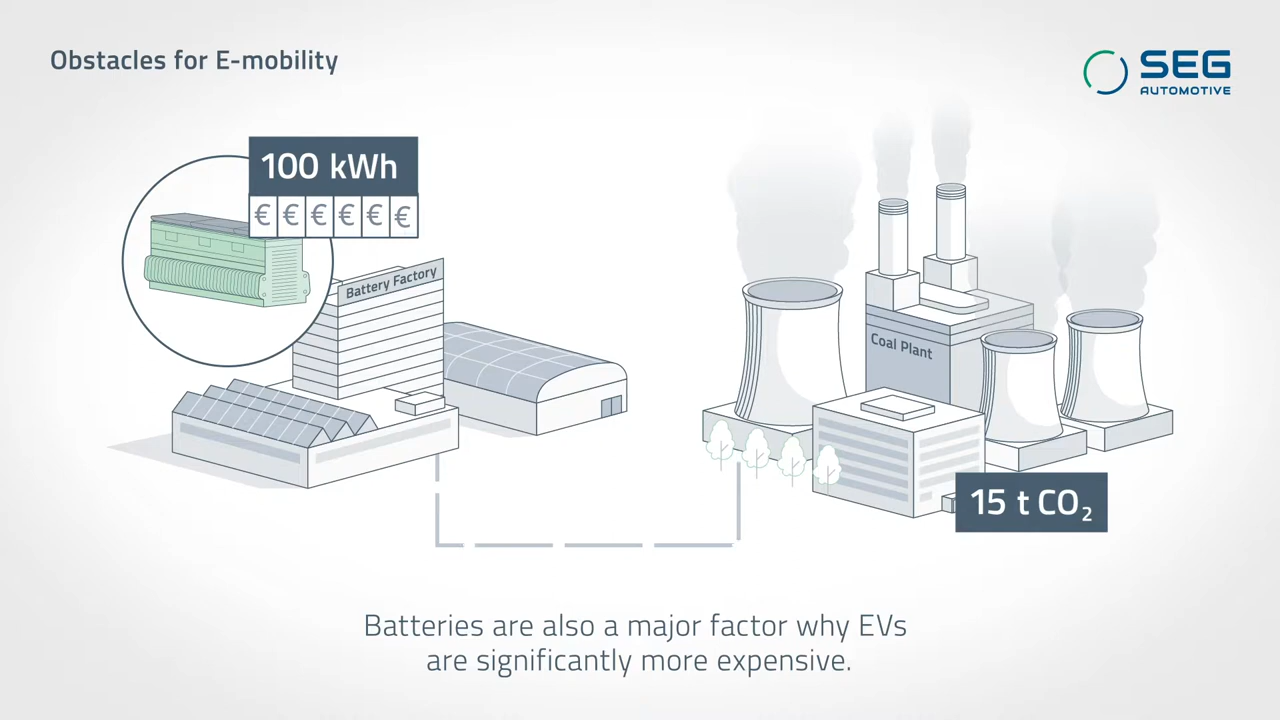 Obstacles for E-mobility
SEG
AUTOMOTIVE
100 kWh
€ € € € € €
Battery Factory
Coal Plant
15 t CO₂
Batteries are also a major factor why EVs
are significantly more expensive.